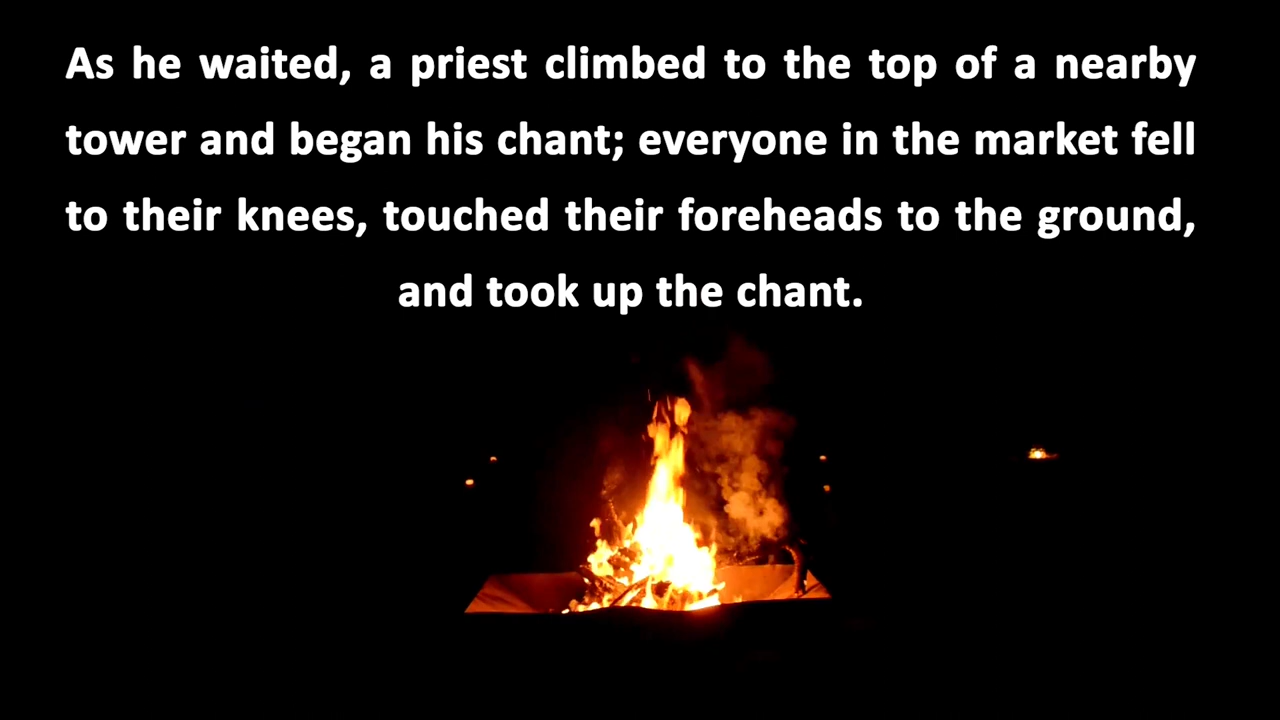 As he waited, a priest climbed to the top of a nearby
tower and began his chant; everyone in the market fell
to their knees, touched their foreheads to the ground,
and took up the chant.